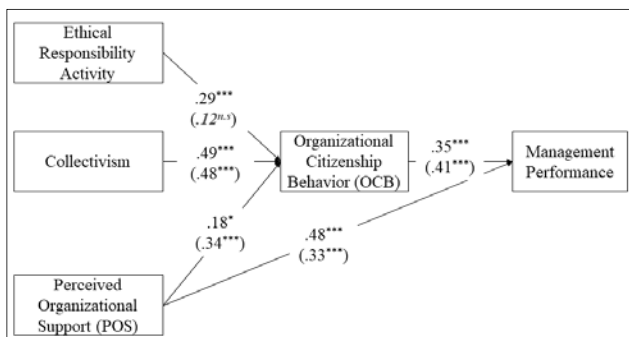 Ethical
Responsibility
Activity
.29***
(.12n.s)
Collectivism
.49***
(.48***)
Organizational
Citizenship
Behavior (OCB)
.35***
(.41***)
Management
Performance
.18*
(.34***)
.48***
(.33***)
Perceived
Organizational
Support (POS)